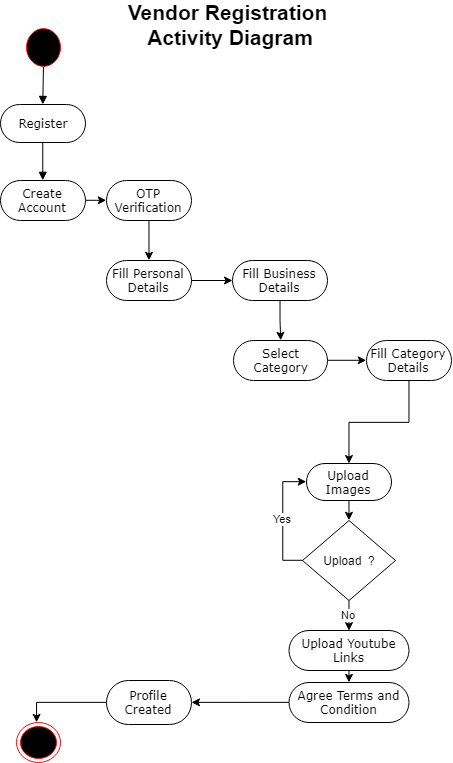 Vendor Registration
Activity Diagram
Register
Create
Account
OTP
Verification
Fill Personal
Details
Fill Business
Details
Select
Category
Fill Category
Details
Upload
Images
Yes
Upload ?
No
Upload Youtube
Links
Agree Terms and
Condition
Profile
Created